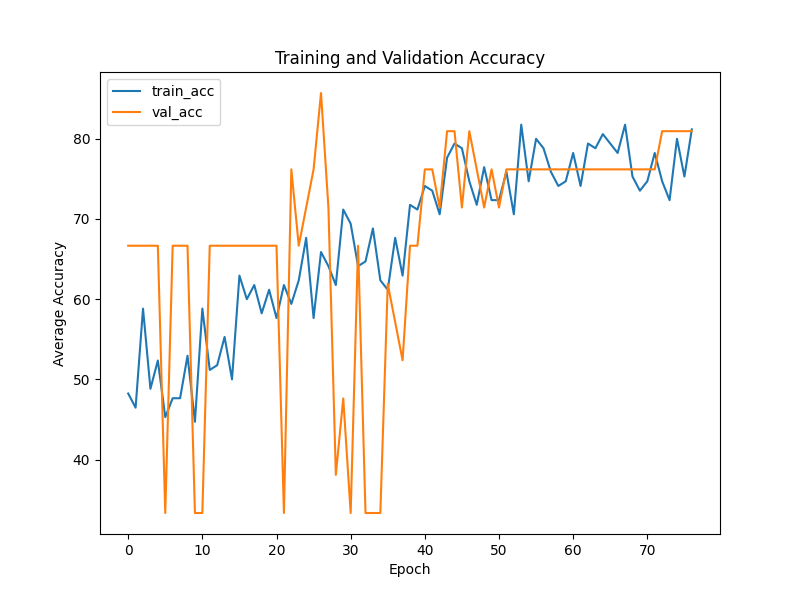 Training and Validation Accuracy
train_acc
val_acc
80
70
60
50
40
Average Accuracy
0 10 20 30 40 50 60 70
Epoch